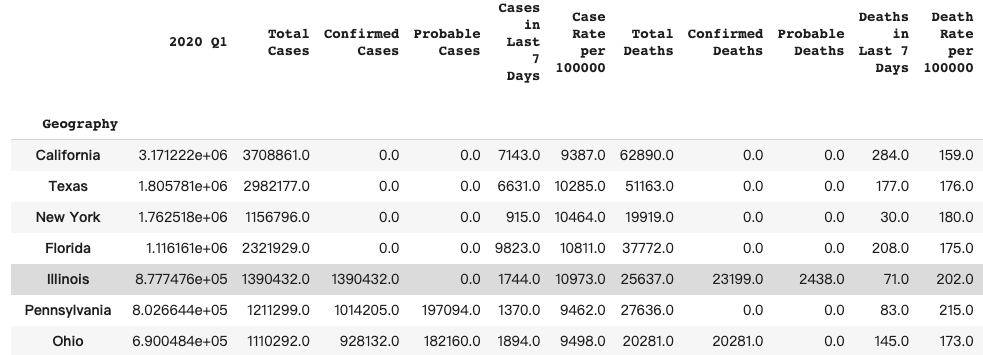 2020 Q1 Total Cases Confirmed Cases Probable Cases Cases in Last 7 Days Case Rate per 100000 Total Deaths Confirmed Deaths Probable Deaths Deaths in Last 7 Days Death Rate per 100000
Geography
California 3.171222e+06 3708861.0 0.0 0.0 7143.0 9387.0 62890.0 0.0 0.0 284.0 159.0
Texas 1.805781e+06 2982177.0 0.0 0.0 6631.0 10285.0 51163.0 0.0 0.0 177.0 176.0
New York 1.762518e+06 1156796.0 0.0 0.0 915.0 10464.0 19919.0 0.0 0.0 30.0 180.0
Florida 1.116161e+06 2321929.0 0.0 0.0 9823.0 10811.0 37772.0 0.0 0.0 208.0 175.0
Illinois 8.777476e+05 1390432.0 1390432.0 0.0 1744.0 10973.0 25637.0 23199.0 2438.0 71.0 202.0
Pennsylvania 8.026644e+05 1211299.0 1014205.0 197094.0 1370.0 9462.0 27636.0 0.0 0.0 83.0 215.0
Ohio 6.900484e+05 1110292.0 928132.0 182160.0 1894.0 9498.0 20281.0 20281.0 0.0 145.0 173.0